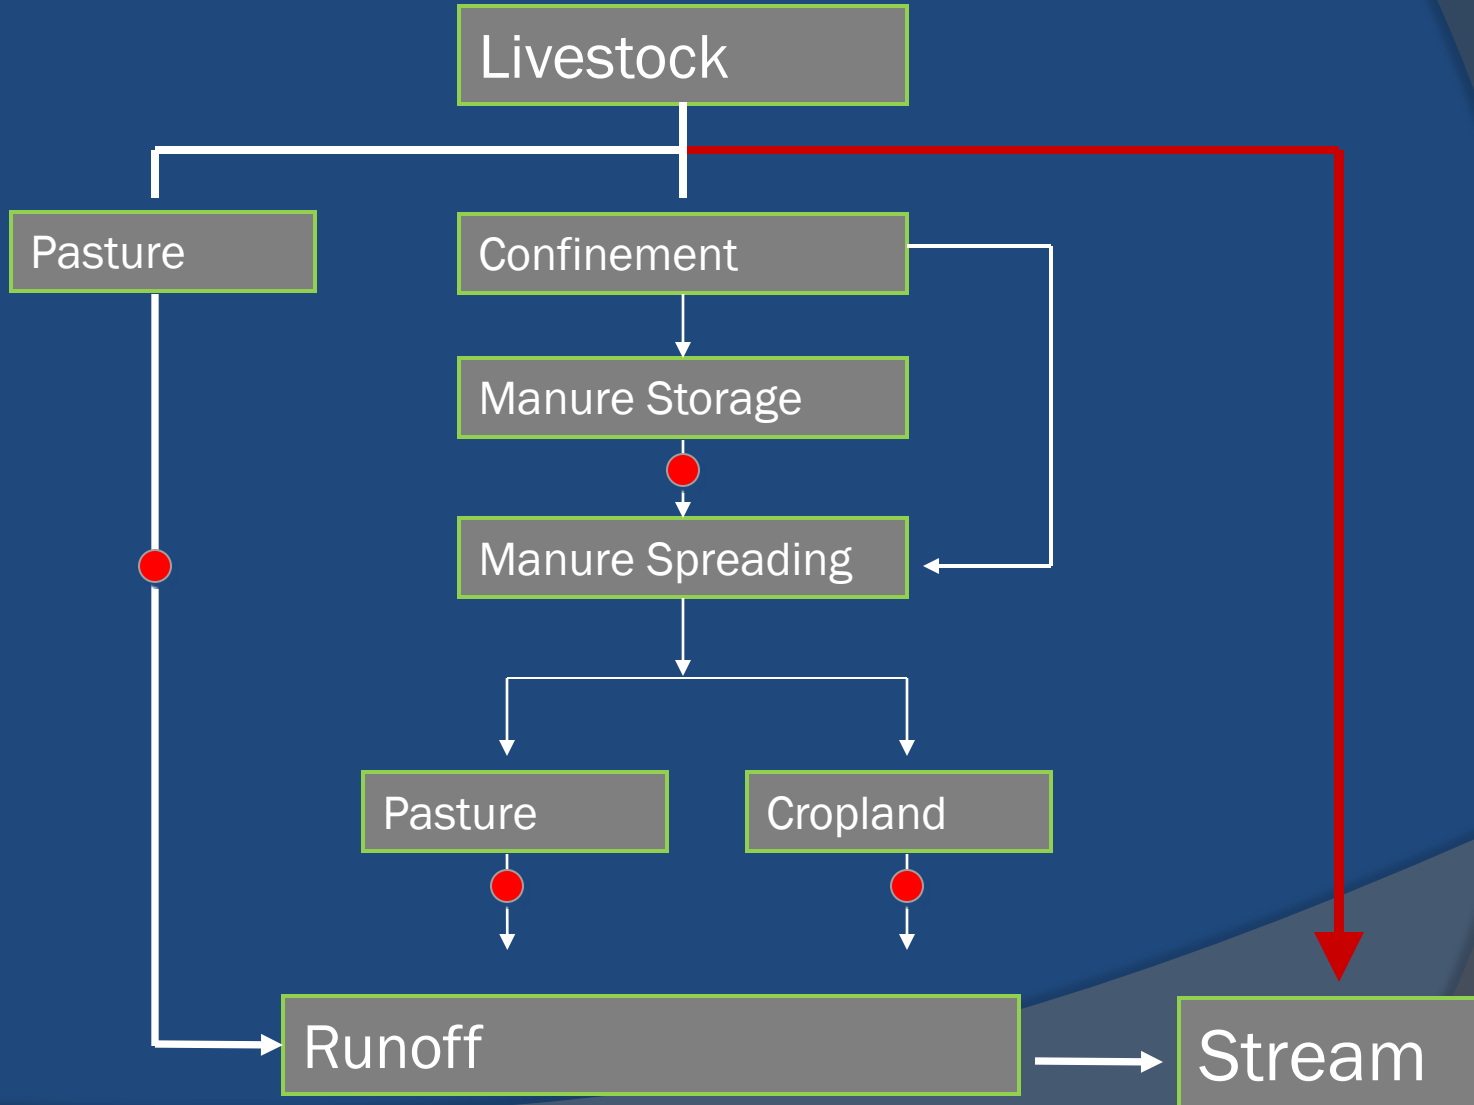 Livestock
Pasture
Confinement
Manure Storage
Manure Spreading
Pasture
Cropland
Runoff
Stream